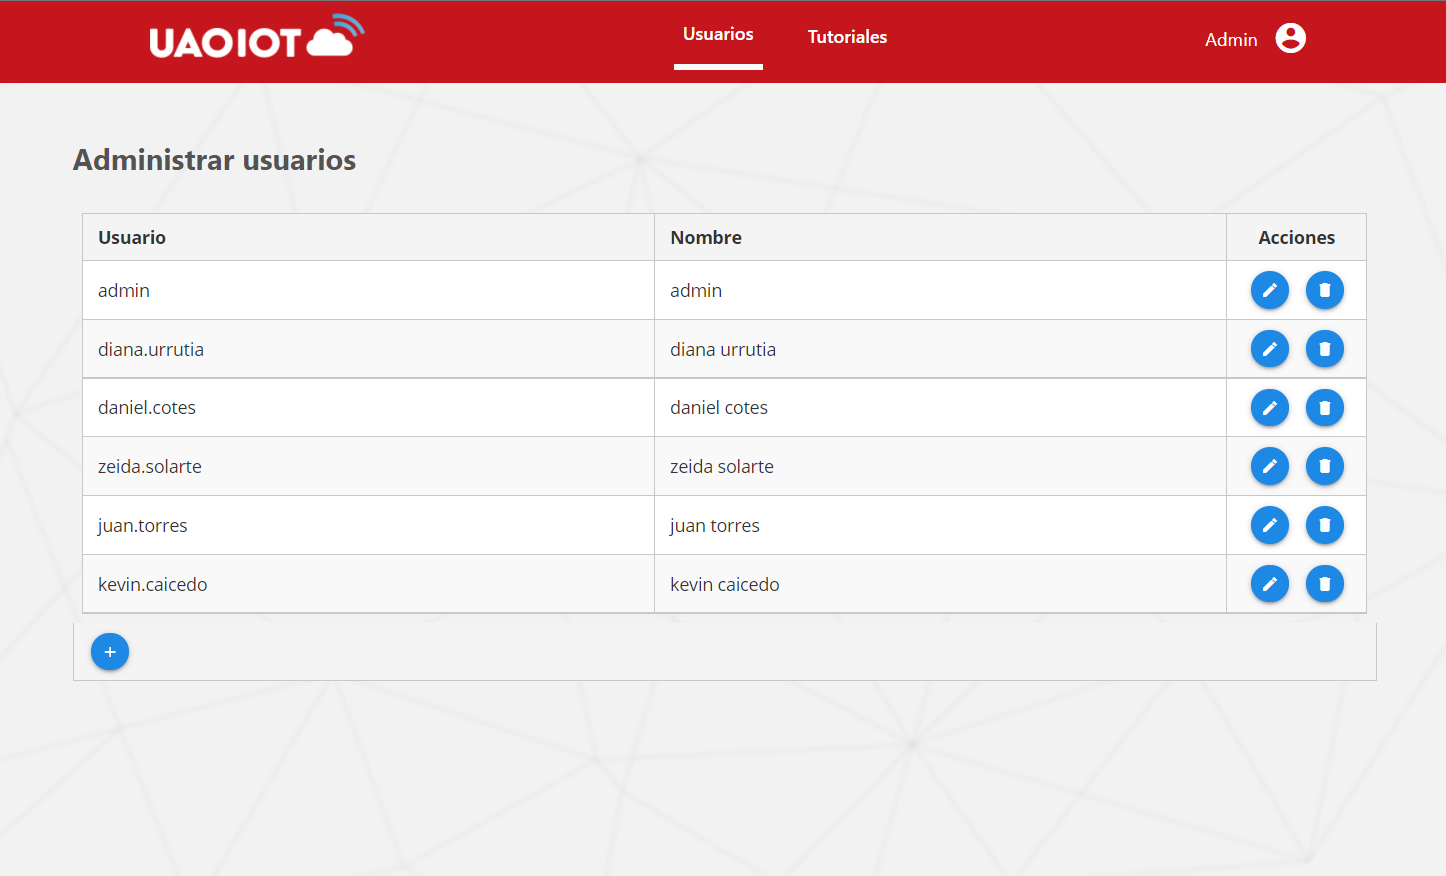 UAOIOT
Usuarios
Tutoriales
Admin
Administrar usuarios
Usuario Nombre Acciones
admin admin
diana.urrutia diana urrutia
daniel.cotes daniel cotes
zeida.solarte zeida solarte
juan.torres juan torres
kevin.caicedo kevin caicedo